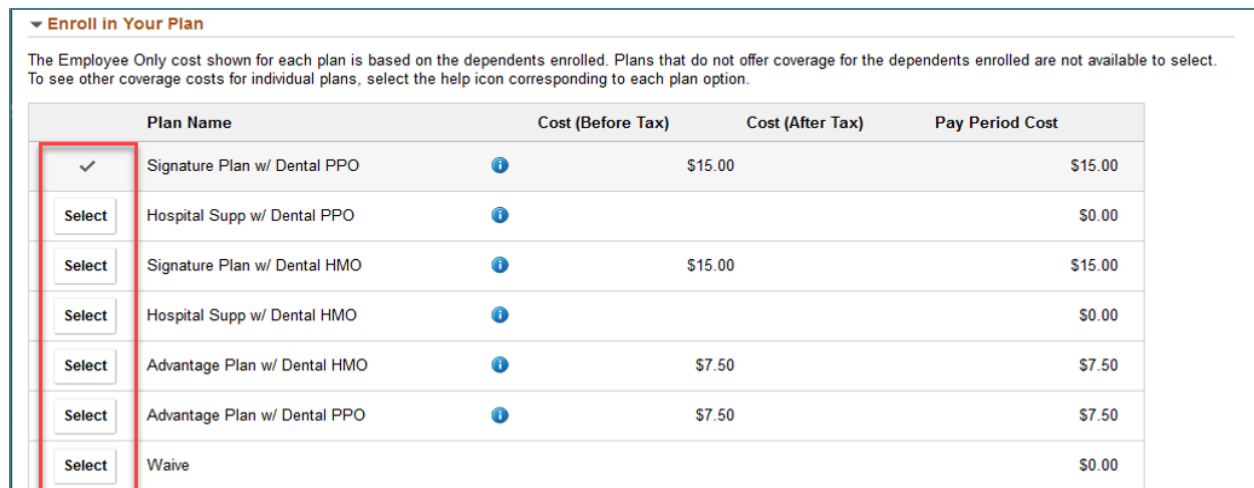 Enroll in Your Plan
The Employee Only cost shown for each plan is based on the dependents enrolled. Plans that do not offer coverage for the dependents enrolled are not available to select.
To see other coverage costs for individual plans, select the help icon corresponding to each plan option.
Plan Name Cost (Before Tax) Cost (After Tax) Pay Period Cost
Signature Plan w/ Dental PPO $15.00 $15.00
Select Hospital Supp w/ Dental PPO $0.00
Select Signature Plan w/ Dental HMO $15.00 $15.00
Select Hospital Supp w/ Dental HMO $0.00
Select Advantage Plan w/ Dental HMO $7.50 $7.50
Select Advantage Plan w/ Dental PPO $7.50 $7.50
Select Waive $0.00